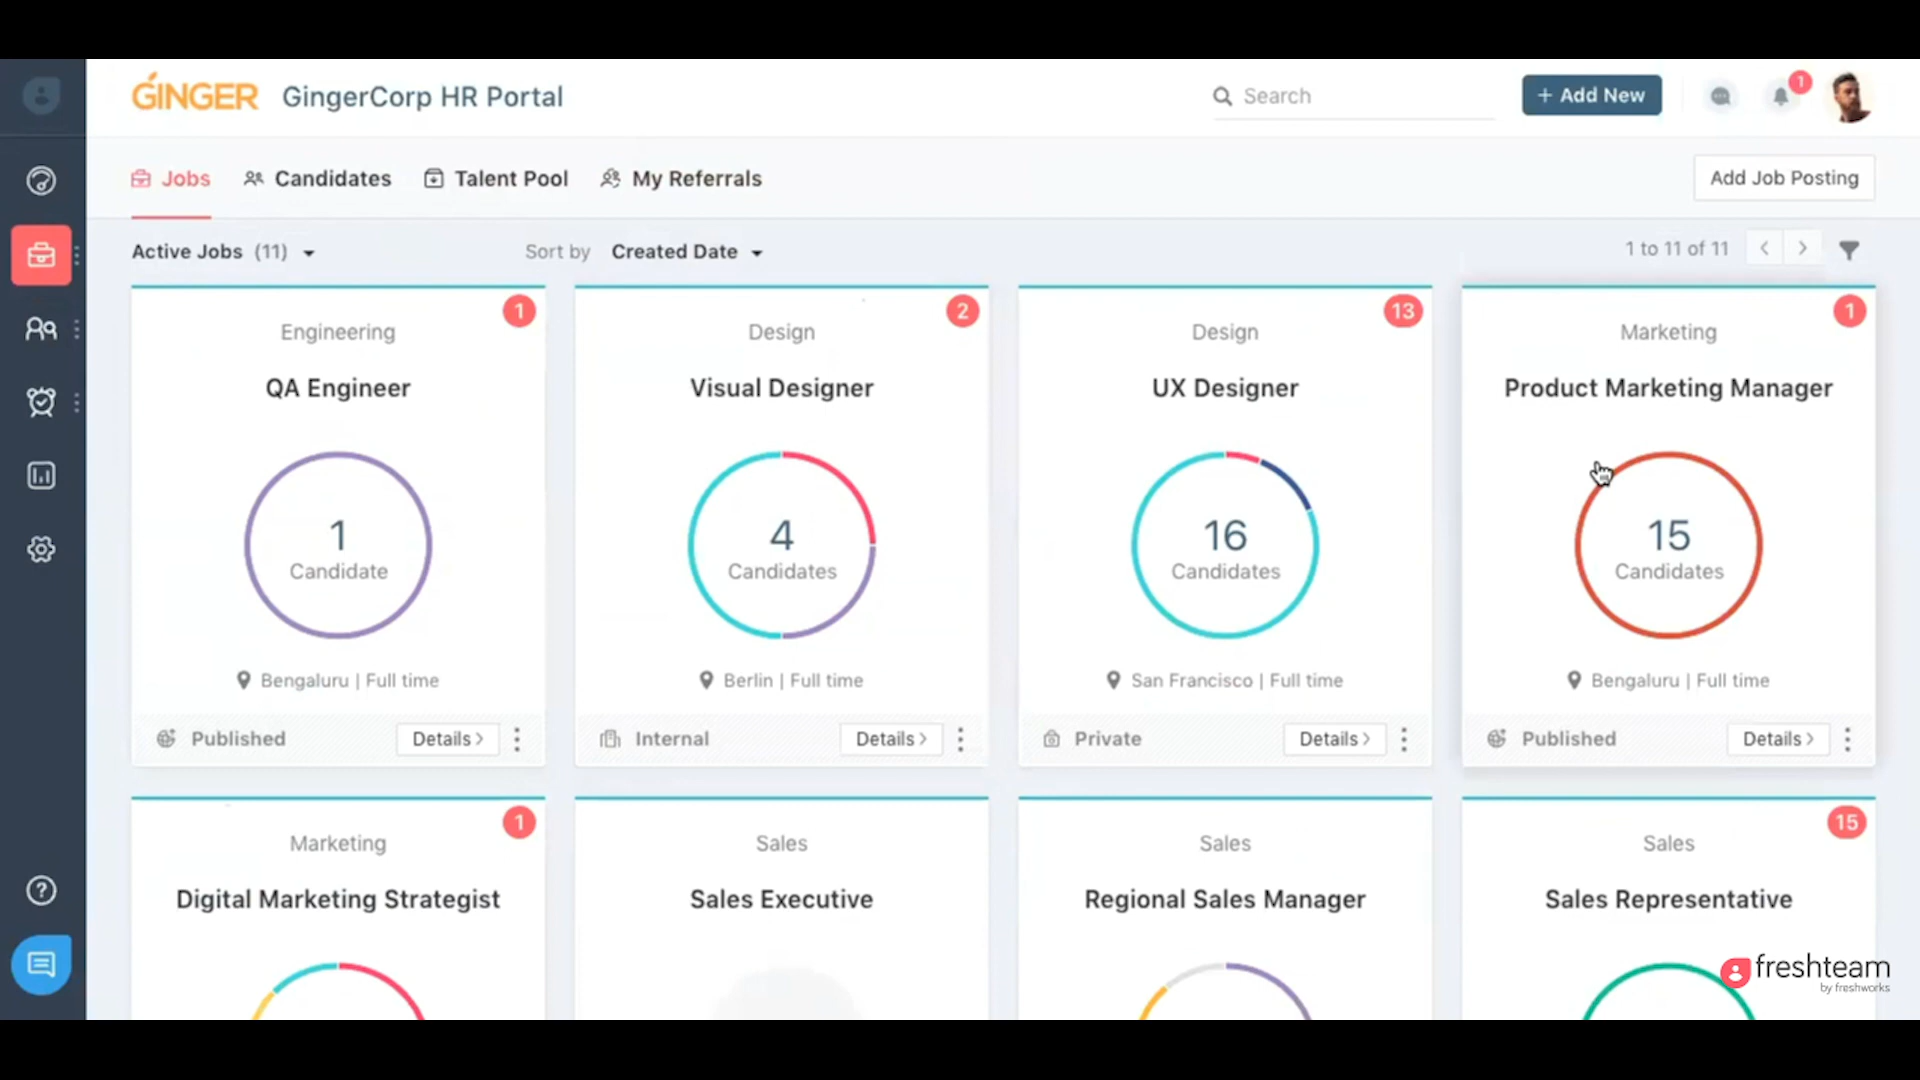 GINGER GingerCorp HR Portal Search + Add New 1
Jobs Candidates Talent Pool My Referrals Add Job Posting
Active Jobs (11) Sort by Created Date 1 to 11 of 11
1 2 13 1
Engineering Design Design Marketing
QA Engineer Visual Designer UX Designer Product Marketing Manager
1 4 16 15
Candidate Candidates Candidates Candidates
Bengaluru | Full time Berlin | Full time San Francisco | Full time Bengaluru | Full time
Published Details Internal Details Private Details Published Details
1 15
Marketing Sales Sales Sales
Digital Marketing Strategist Sales Executive Regional Sales Manager Sales Representative
freshteam
by freshworks